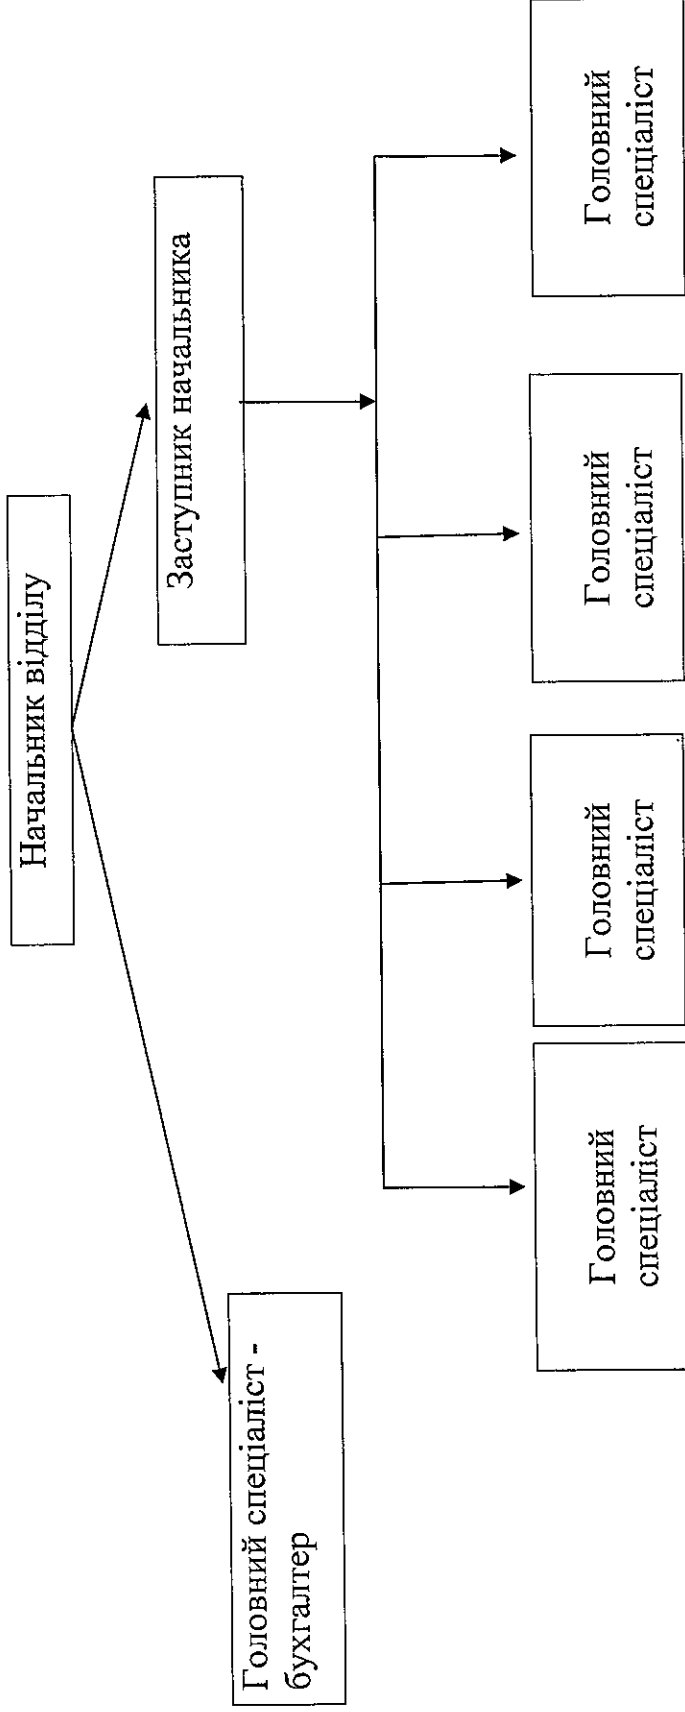 Начальник відділу
Головний спеціаліст -
бухгалтер
Заступник начальника
Головний
спеціаліст
Головний
спеціаліст
Головний
спеціаліст
Головний
спеціаліст